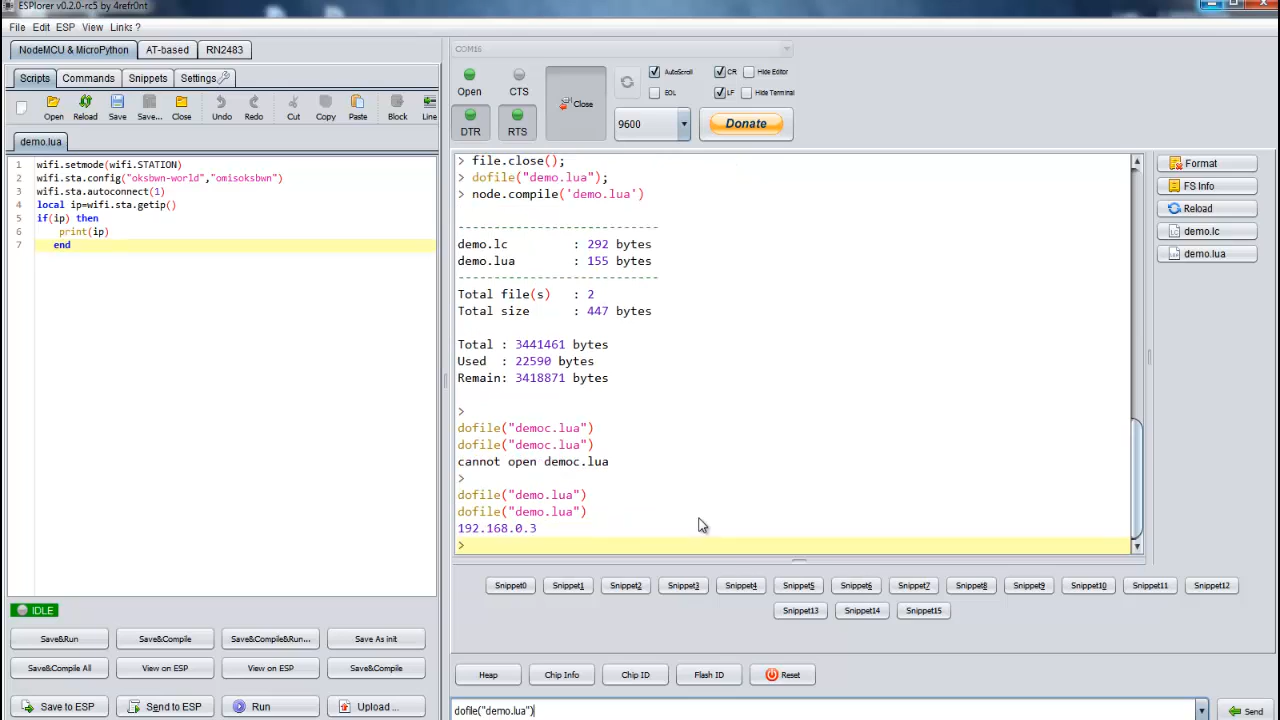 ESPlorer v0.2.0-rc5 by 4refr0nt
File Edit ESP View Links ?
NodeMCU & MicroPython AT-based RN2483
Scripts Commands Snippets Settings
Open Reload Save Save... Close Undo Redo Cut Copy Paste Block Line
demo.lua
1 wifi.setmode(wifi.STATION)
2 wifi.sta.config("oksbwn-world","omisoksbwn")
3 wifi.sta.autoconnect(1)
4 local ip=wifi.sta.getip()
5 if(ip) then
6 print(ip)
7 end
IDLE
Save&Run Save&Compile Save&Compile&Run... Save As init
Save&Compile All View on ESP View on ESP Save&Compile
Save to ESP Send to ESP Run Upload ...
COM16
Open CTS Close AutoScroll CR Hide Editor
EOL LF Hide Terminal
DTR RTS 9600 Donate
> file.close();
> dofile("demo.lua");
> node.compile('demo.lua')
----------------------------
demo.lc : 292 bytes
demo.lua : 155 bytes
----------------------------
Total file(s) : 2
Total size : 447 bytes
Total : 3441461 bytes
Used : 22590 bytes
Remain: 3418871 bytes
>
dofile("democ.lua")
dofile("democ.lua")
cannot open democ.lua
>
dofile("demo.lua")
dofile("demo.lua")
192.168.0.3
>
Format
FS Info
Reload
demo.lc
demo.lua
Snippet0 Snippet1 Snippet2 Snippet3 Snippet4 Snippet5 Snippet6 Snippet7 Snippet8 Snippet9 Snippet10 Snippet11 Snippet12
Snippet13 Snippet14 Snippet15
Heap Chip Info Chip ID Flash ID Reset
dofile("demo.lua") Send